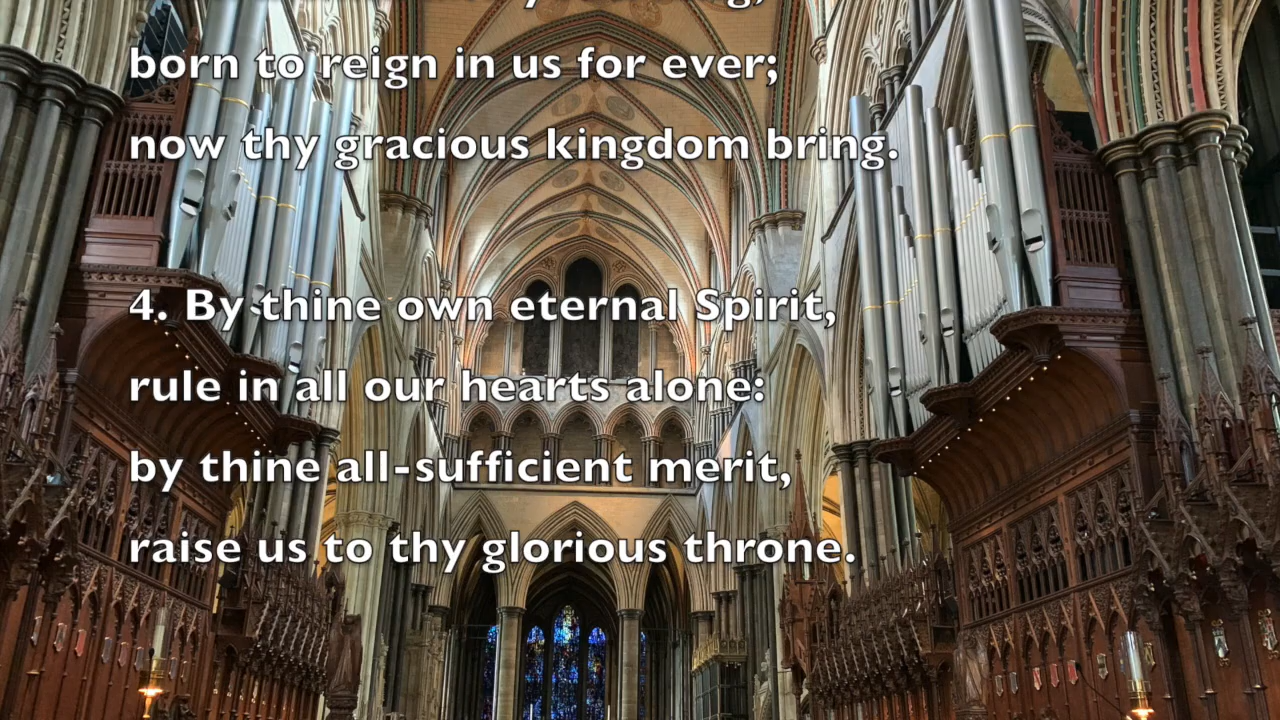 born to reign in us for ever;
now thy gracious kingdom bring.
4. By thine own eternal Spirit,
rule in all our hearts alone:
by thine all-sufficient merit,
raise us to thy glorious throne.